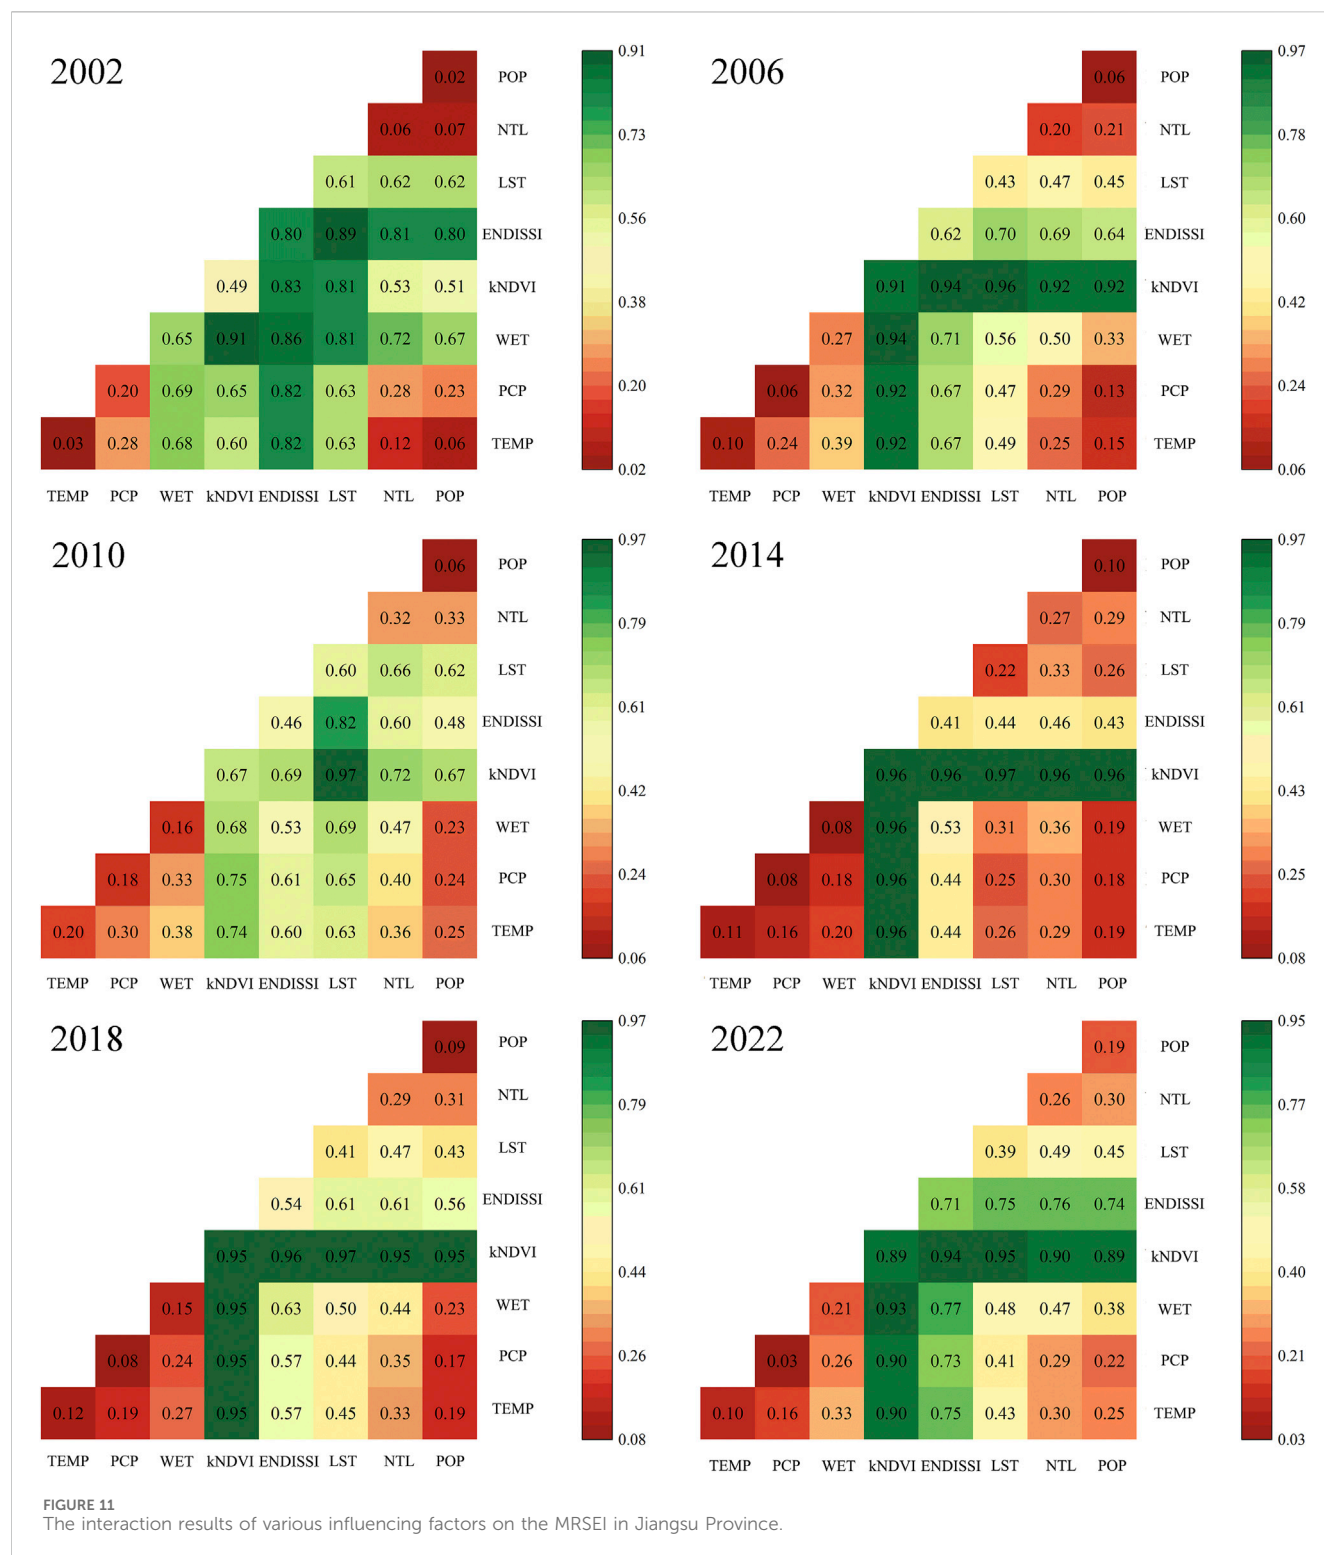 2002
0.02 POP
0.06 0.07 NTL
0.61 0.62 0.62 LST
0.80 0.89 0.81 0.80 ENDISSI
0.49 0.83 0.81 0.53 0.51 kNDVI
0.65 0.91 0.86 0.81 0.72 0.67 WET
0.20 0.69 0.65 0.82 0.63 0.28 0.23 PCP
0.03 0.28 0.68 0.60 0.82 0.63 0.12 0.06 TEMP
TEMP PCP WET kNDVI ENDISSI LST NTL POP
0.91
0.73
0.56
0.38
0.20
0.02
2006
0.06 POP
0.20 0.21 NTL
0.43 0.47 0.45 LST
0.62 0.70 0.69 0.64 ENDISSI
0.91 0.94 0.96 0.92 0.92 kNDVI
0.27 0.94 0.71 0.56 0.50 0.33 WET
0.06 0.32 0.92 0.67 0.47 0.29 0.13 PCP
0.10 0.24 0.39 0.92 0.67 0.49 0.25 0.15 TEMP
TEMP PCP WET kNDVI ENDISSI LST NTL POP
0.97
0.78
0.60
0.42
0.24
0.06
2010
0.06 POP
0.32 0.33 NTL
0.60 0.66 0.62 LST
0.46 0.82 0.60 0.48 ENDISSI
0.67 0.69 0.97 0.72 0.67 kNDVI
0.16 0.68 0.53 0.69 0.47 0.23 WET
0.18 0.33 0.75 0.61 0.65 0.40 0.24 PCP
0.20 0.30 0.38 0.74 0.60 0.63 0.36 0.25 TEMP
TEMP PCP WET kNDVI ENDISSI LST NTL POP
0.97
0.79
0.61
0.42
0.24
0.06
2014
0.10 POP
0.27 0.29 NTL
0.22 0.33 0.26 LST
0.41 0.44 0.46 0.43 ENDISSI
0.96 0.96 0.97 0.96 0.96 kNDVI
0.08 0.96 0.53 0.31 0.36 0.19 WET
0.08 0.18 0.96 0.44 0.25 0.30 0.18 PCP
0.11 0.16 0.20 0.96 0.44 0.26 0.29 0.19 TEMP
TEMP PCP WET kNDVI ENDISSI LST NTL POP
0.97
0.79
0.61
0.43
0.25
0.08
2018
0.09 POP
0.29 0.31 NTL
0.41 0.47 0.43 LST
0.54 0.61 0.61 0.56 ENDISSI
0.95 0.96 0.97 0.95 0.95 kNDVI
0.15 0.95 0.63 0.50 0.44 0.23 WET
0.08 0.24 0.95 0.57 0.44 0.35 0.17 PCP
0.12 0.19 0.27 0.95 0.57 0.45 0.33 0.19 TEMP
TEMP PCP WET kNDVI ENDISSI LST NTL POP
0.97
0.79
0.61
0.44
0.26
0.08
2022
0.19 POP
0.26 0.30 NTL
0.39 0.49 0.45 LST
0.71 0.75 0.76 0.74 ENDISSI
0.89 0.94 0.95 0.90 0.89 kNDVI
0.21 0.93 0.77 0.48 0.47 0.38 WET
0.03 0.26 0.90 0.73 0.41 0.29 0.22 PCP
0.10 0.16 0.33 0.90 0.75 0.43 0.30 0.25 TEMP
TEMP PCP WET kNDVI ENDISSI LST NTL POP
0.95
0.77
0.58
0.40
0.21
0.03
FIGURE 11
The interaction results of various influencing factors on the MRSEI in Jiangsu Province.